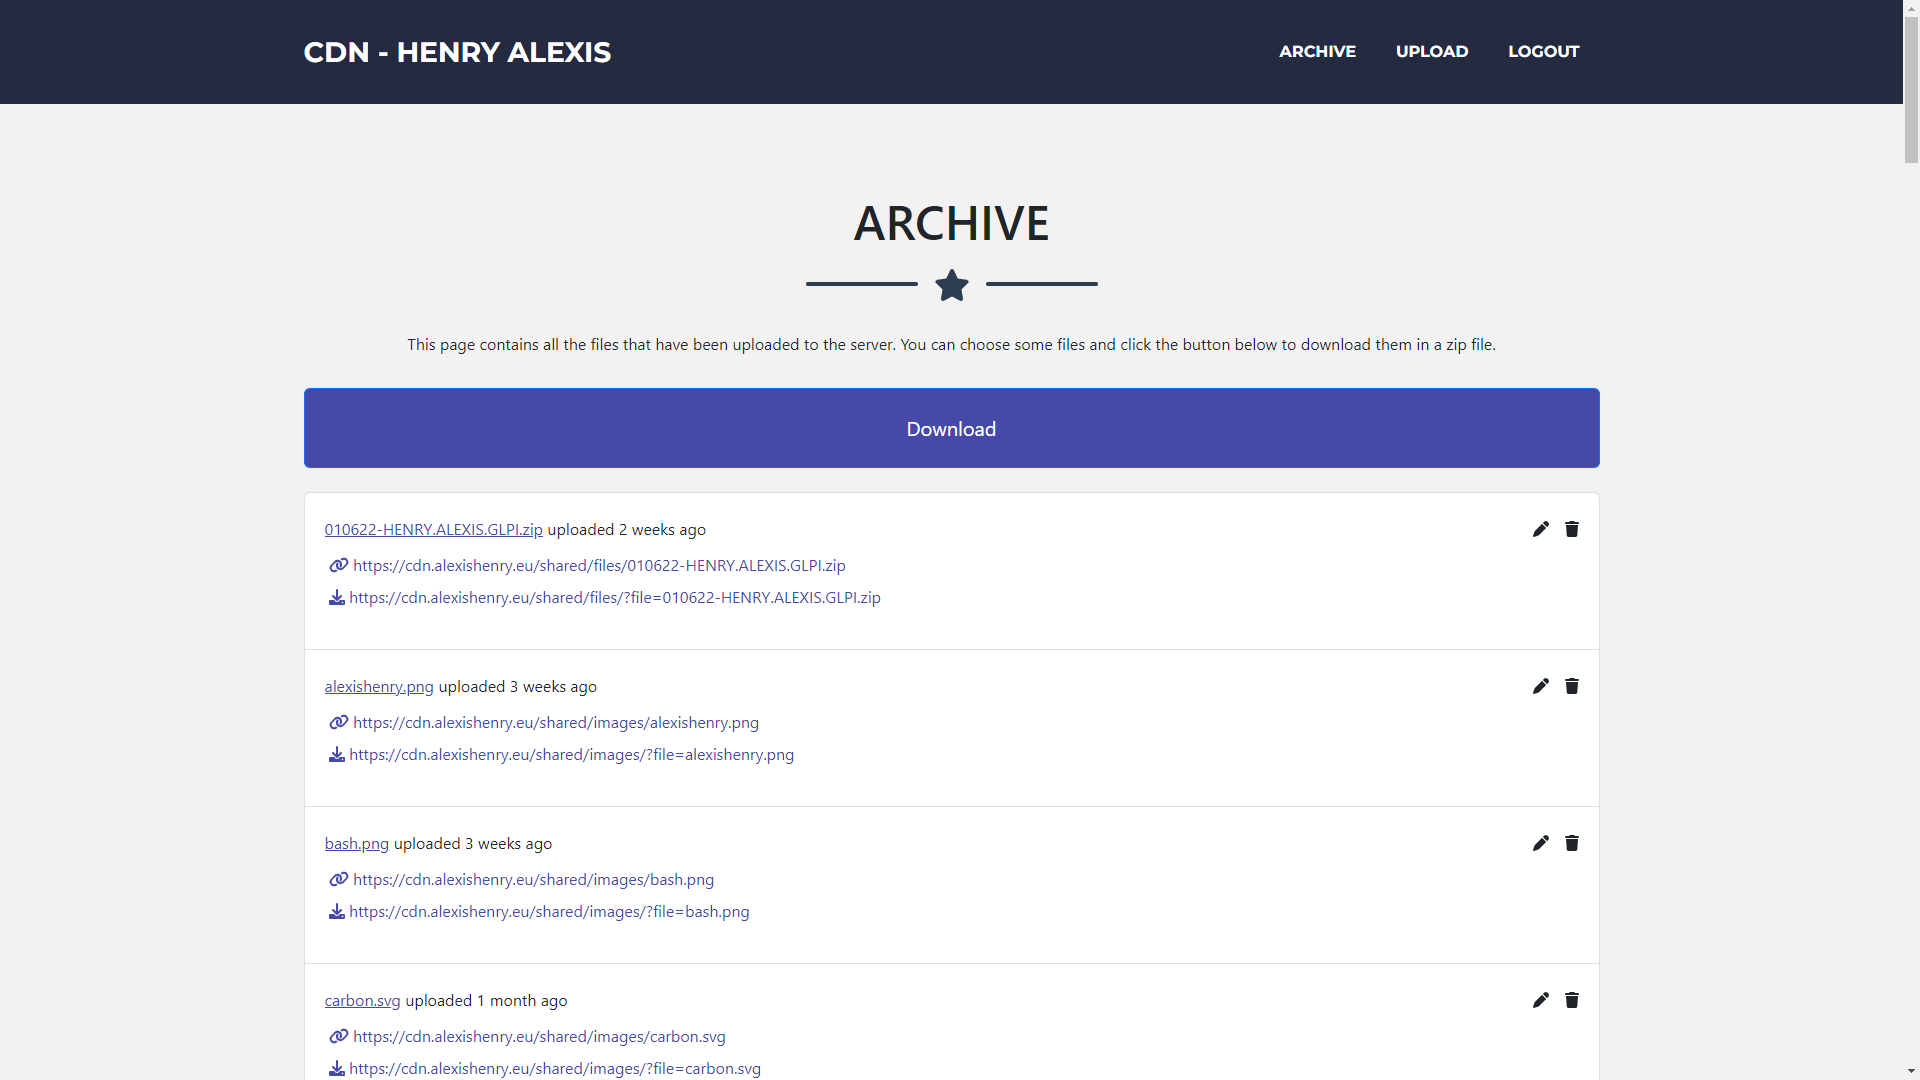 CDN - HENRY ALEXIS
ARCHIVE
UPLOAD
LOGOUT
ARCHIVE
This page contains all the files that have been uploaded to the server. You can choose some files and click the button below to download them in a zip file.
Download
010622-HENRY.ALEXIS.GLPI.zip uploaded 2 weeks ago
https://cdn.alexishenry.eu/shared/files/010622-HENRY.ALEXIS.GLPI.zip
https://cdn.alexishenry.eu/shared/files/?file=010622-HENRY.ALEXIS.GLPI.zip
alexishenry.png uploaded 3 weeks ago
https://cdn.alexishenry.eu/shared/images/alexishenry.png
https://cdn.alexishenry.eu/shared/images/?file=alexishenry.png
bash.png uploaded 3 weeks ago
https://cdn.alexishenry.eu/shared/images/bash.png
https://cdn.alexishenry.eu/shared/images/?file=bash.png
carbon.svg uploaded 1 month ago
https://cdn.alexishenry.eu/shared/images/carbon.svg
https://cdn.alexishenry.eu/shared/images/?file=carbon.svg